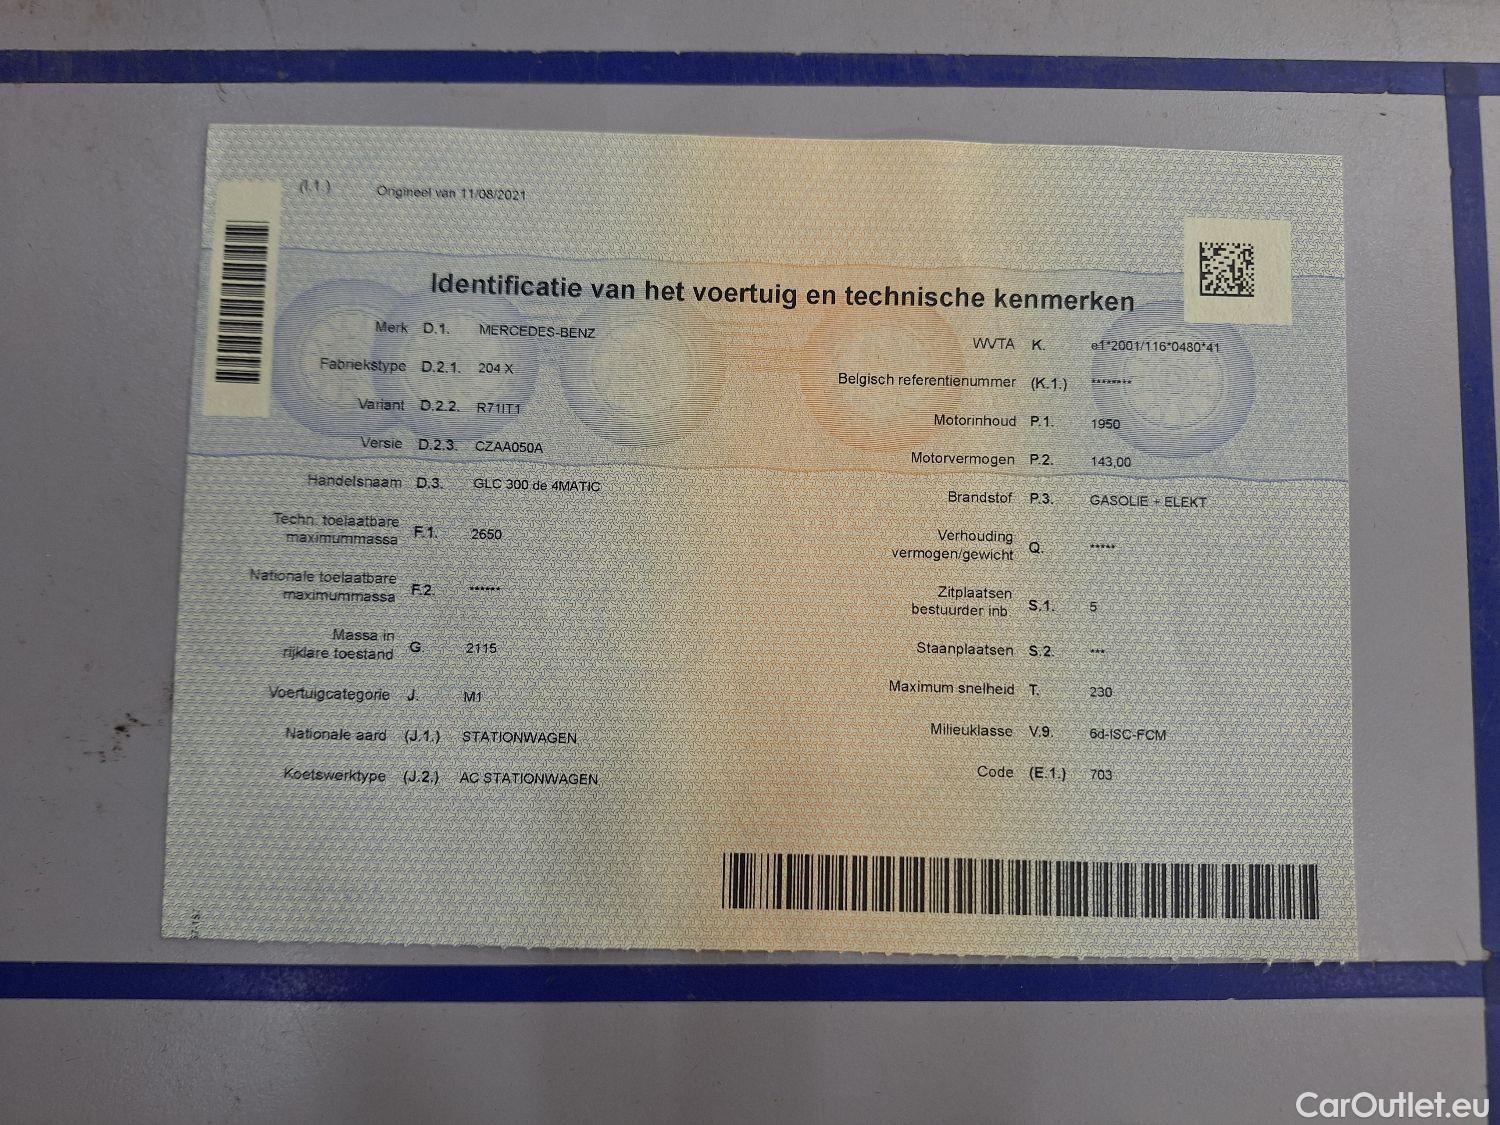 (I.1.) Origineel van 11/08/2021
Identificatie van het voertuig en technische kenmerken
Merk D.1. MERCEDES-BENZ
Fabriekstype D.2.1. 204 X
Variant D.2.2. R71IT1
Versie D.2.3. CZAA050A
Handelsnaam D.3. GLC 300 de 4MATIC
Techn. toelaatbare
maximummassa F.1. 2650
Nationale toelaatbare
maximummassa F.2. ******
Massa in
rijklare toestand G. 2115
Voertuigcategorie J. M1
Nationale aard (J.1.) STATIONWAGEN
Koetswerktype (J.2.) AC STATIONWAGEN
WVTA K. e1*2001/116*0480*41
Belgisch referentienummer (K.1.) ********
Motorinhoud P.1. 1950
Motorvermogen P.2. 143,00
Brandstof P.3. GASOLIE + ELEKT
Verhouding
vermogen/gewicht Q. *****
Zitplaatsen
bestuurder inb. S.1. 5
Staanplaatsen S.2. ***
Maximum snelheid T. 230
Milieuklasse V.9. 6d-ISC-FCM
Code (E.1.) 703
CarOutlet.eu